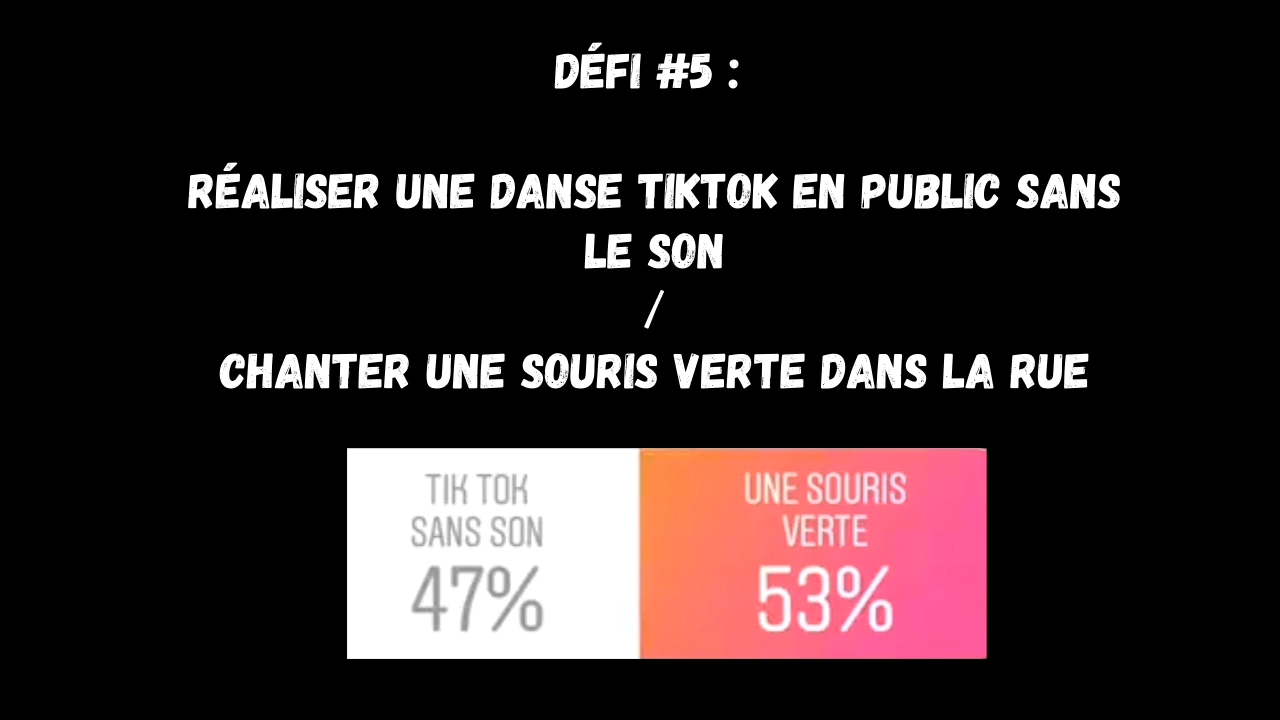 DÉFI #5 :
RÉALISER UNE DANSE TIKTOK EN PUBLIC SANS
LE SON
/
CHANTER UNE SOURIS VERTE DANS LA RUE
TIK TOK
SANS SON
47%
UNE SOURIS
VERTE
53%